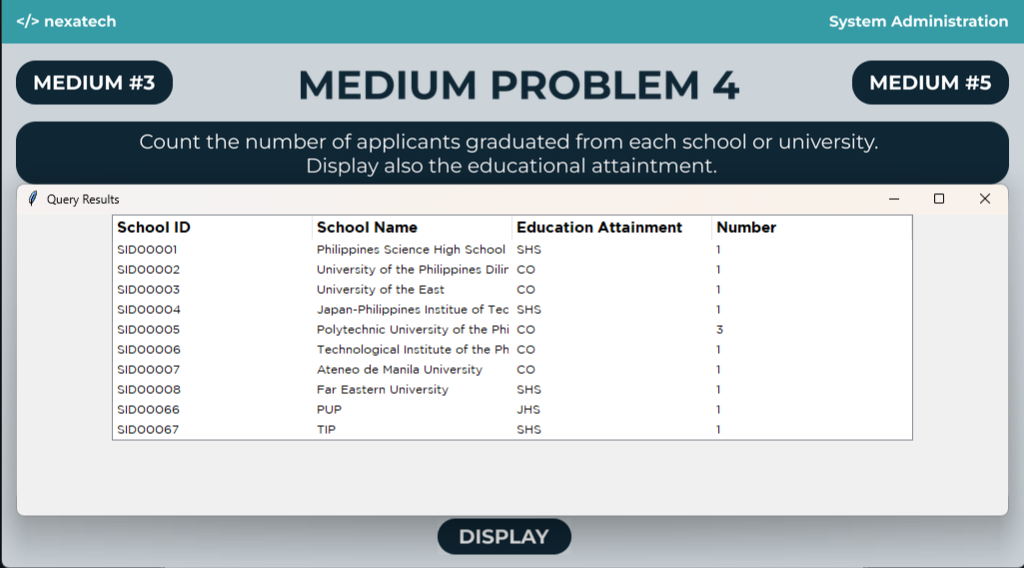 </> nexatech
System Administration
MEDIUM #3
MEDIUM PROBLEM 4
MEDIUM #5
Count the number of applicants graduated from each school or university.
Display also the educational attaintment.
Query Results
School ID School Name Education Attainment Number
SID00001 Philippines Science High School SHS 1
SID00002 University of the Philippines Dilir CO 1
SID00003 University of the East CO 1
SID00004 Japan-Philippines Institue of Tec SHS 1
SID00005 Polytechnic University of the Phi CO 3
SID00006 Technological Institute of the Ph CO 1
SID00007 Ateneo de Manila University CO 1
SID00008 Far Eastern University SHS 1
SID00066 PUP JHS 1
SID00067 TIP SHS 1
DISPLAY